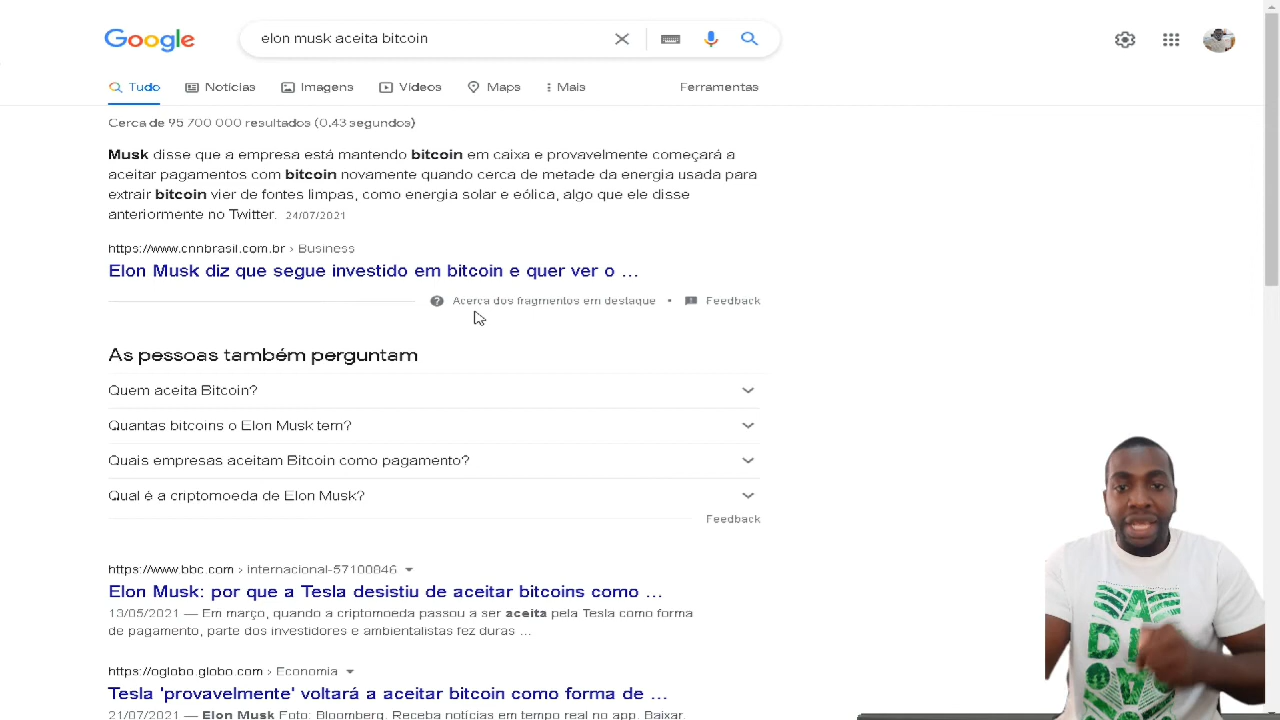 Google
elon musk aceita bitcoin
Tudo Notícias Imagens Vídeos Maps Mais Ferramentas
Cerca de 95 700 000 resultados (0.43 segundos)
Musk disse que a empresa está mantendo bitcoin em caixa e provavelmente começará a
aceitar pagamentos com bitcoin novamente quando cerca de metade da energia usada para
extrair bitcoin vier de fontes limpas, como energia solar e eólica, algo que ele disse
anteriormente no Twitter. 24/07/2021
https://www.cnnbrasil.com.br › Business
Elon Musk diz que segue investido em bitcoin e quer ver o ...
Acerca dos fragmentos em destaque • Feedback
As pessoas também perguntam
Quem aceita Bitcoin?
Quantas bitcoins o Elon Musk tem?
Quais empresas aceitam Bitcoin como pagamento?
Qual é a criptomoeda de Elon Musk?
Feedback
https://www.bbc.com › internacional-57100046
Elon Musk: por que a Tesla desistiu de aceitar bitcoins como ...
13/05/2021 — Em março, quando a criptomoeda passou a ser aceita pela Tesla como forma
de pagamento, parte dos investidores e ambientalistas fez duras ...
https://oglobo.globo.com › Economia
Tesla 'provavelmente' voltará a aceitar bitcoin como forma de ...
21/07/2021 — Elon Musk Foto: Bloomberg. Receba notícias em tempo real no app. Baixar.